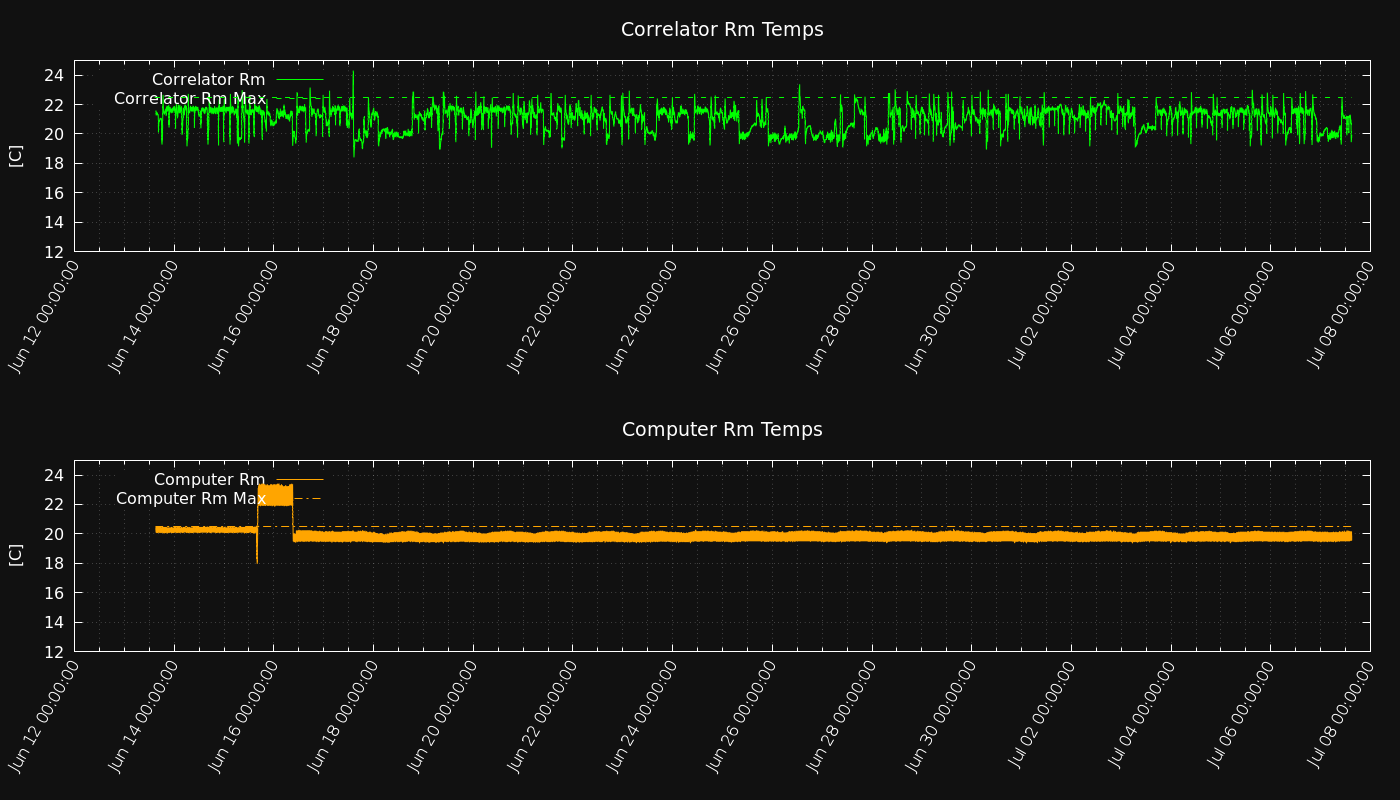 Correlator Rm Temps
Correlator Rm
Correlator Rm Max
[C]
24
22
20
18
16
14
12
Jun 12 00:00:00
Jun 14 00:00:00
Jun 16 00:00:00
Jun 18 00:00:00
Jun 20 00:00:00
Jun 22 00:00:00
Jun 24 00:00:00
Jun 26 00:00:00
Jun 28 00:00:00
Jun 30 00:00:00
Jul 02 00:00:00
Jul 04 00:00:00
Jul 06 00:00:00
Jul 08 00:00:00
Computer Rm Temps
Computer Rm
Computer Rm Max
[C]
24
22
20
18
16
14
12
Jun 12 00:00:00
Jun 14 00:00:00
Jun 16 00:00:00
Jun 18 00:00:00
Jun 20 00:00:00
Jun 22 00:00:00
Jun 24 00:00:00
Jun 26 00:00:00
Jun 28 00:00:00
Jun 30 00:00:00
Jul 02 00:00:00
Jul 04 00:00:00
Jul 06 00:00:00
Jul 08 00:00:00